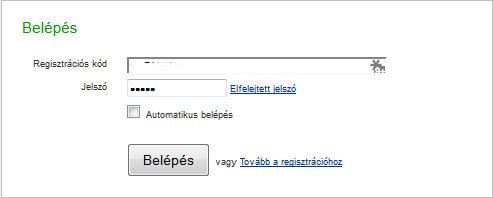 Belépés
Regisztrációs kód
Jelszó ••••• Elfelejtett jelszó
Automatikus belépés
Belépés vagy Tovább a regisztrációhoz